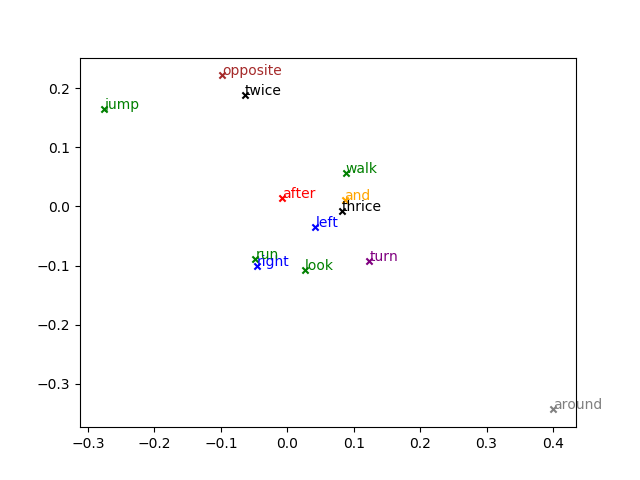 opposite
0.2
twice
jump
0.1
walk
and
after
0.0
thrice
left
run
turn
right
look
−0.1
−0.2
−0.3
around
−0.3
−0.2
−0.1
0.0
0.1
0.2
0.3
0.4